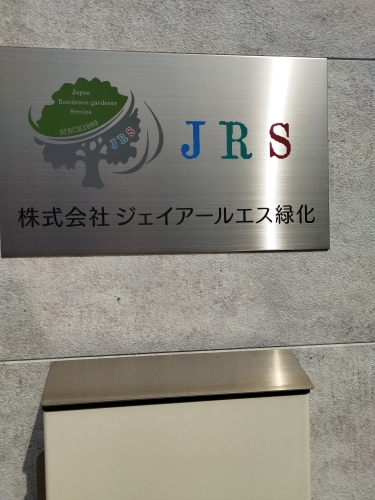 Japan
Residence.gardener
Service
SINCE1990
JRS
JRS
株式会社 ジェイアールエス緑化